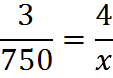 3/750 = 4/x